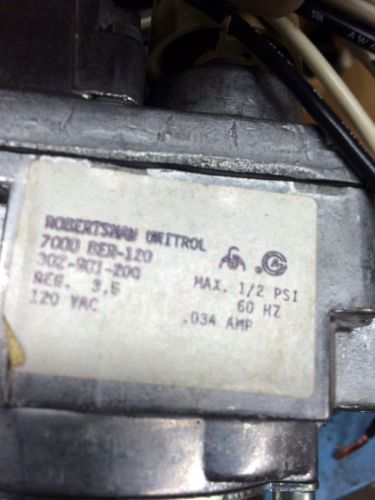 ROBERTSHAW UNITROL
7000 BER-120
302-901-200
REG. 3.5
120 VAC
MAX. 1/2 PSI
60 HZ
.034 AMP